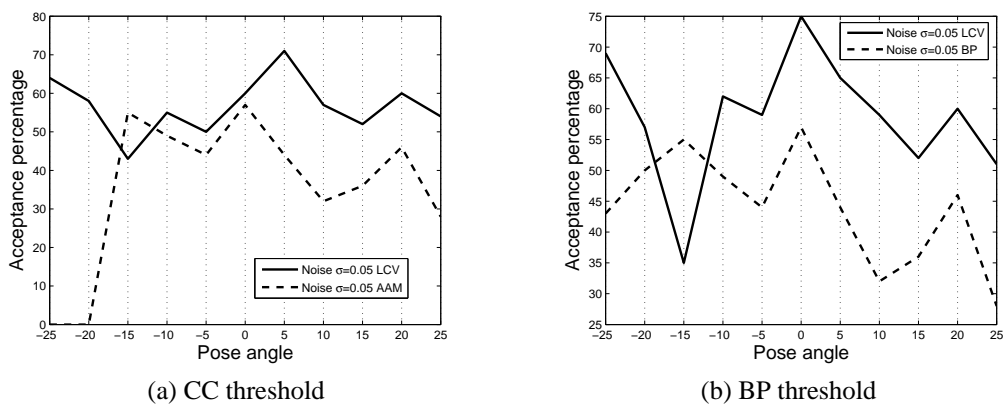 80
70
60
50
40
30
20
10
0
Acceptance percentage
−25 −20 −15 −10 −5 0 5 10 15 20 25
Pose angle
Noise σ=0.05 LCV
Noise σ=0.05 AAM
(a) CC threshold
75
70
65
60
55
50
45
40
35
30
25
Acceptance percentage
−25 −20 −15 −10 −5 0 5 10 15 20 25
Pose angle
Noise σ=0.05 LCV
Noise σ=0.05 BP
(b) BP threshold